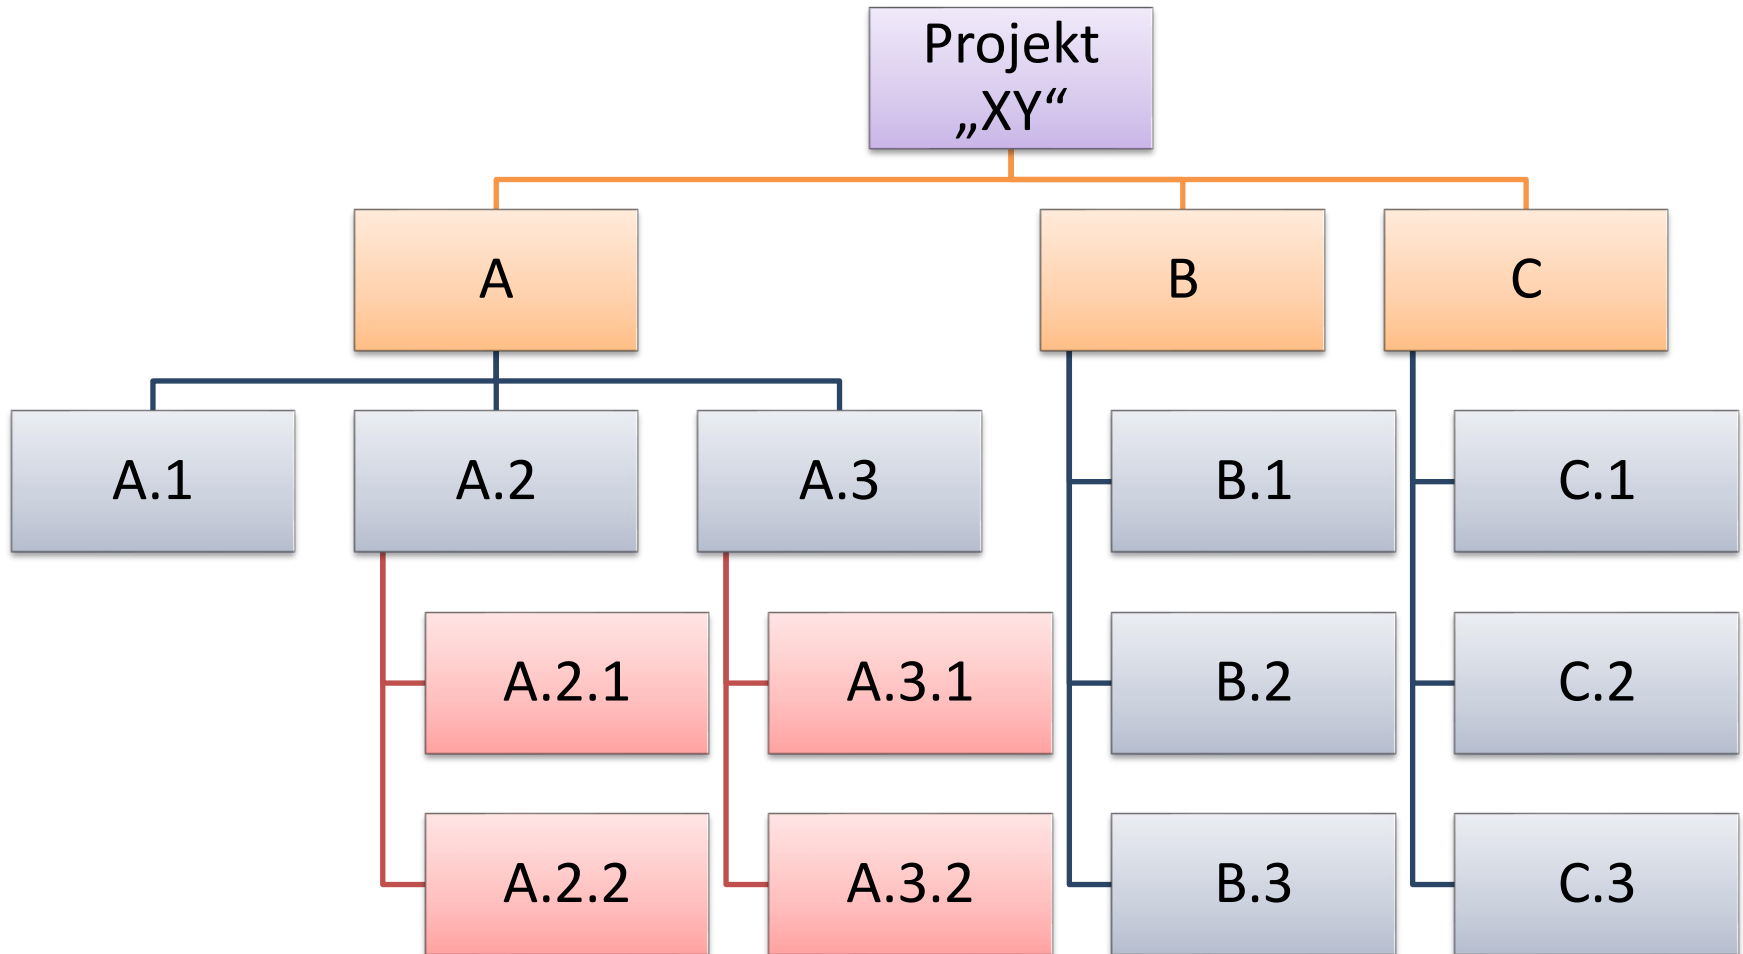 Projekt
„XY“
A
B
C
A.1
A.2
A.3
B.1
C.1
A.2.1
A.3.1
B.2
C.2
A.2.2
A.3.2
B.3
C.3